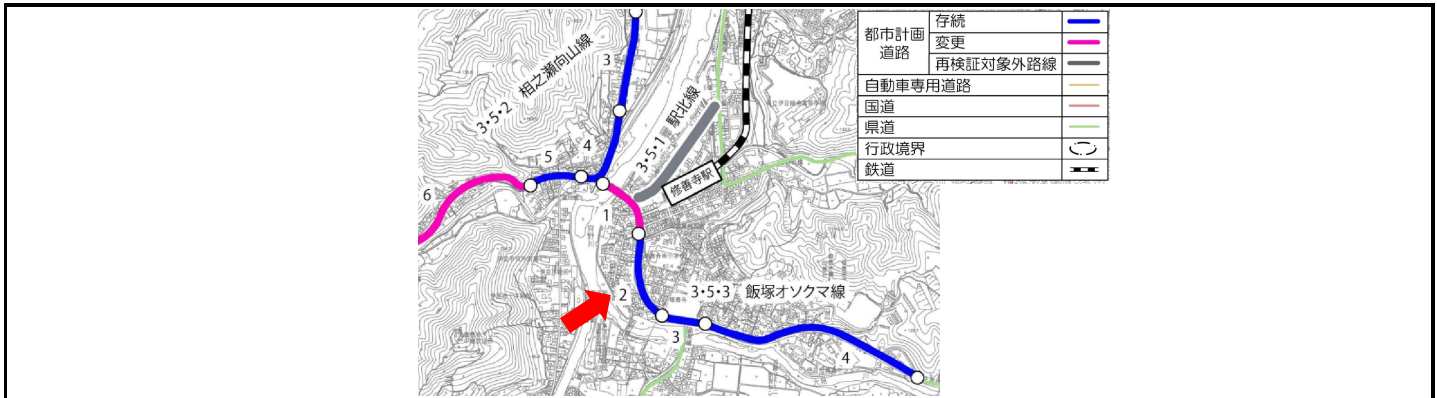 都市計画
道路
存続
変更
再検証対象外路線
自動車専用道路
国道
県道
行政境界
鉄道
3・5・2 相之瀬向山線
3
3・5・1 駅北線
5
4
6
修善寺駅
1
2
3・5・3 飯塚オソクマ線
3
4